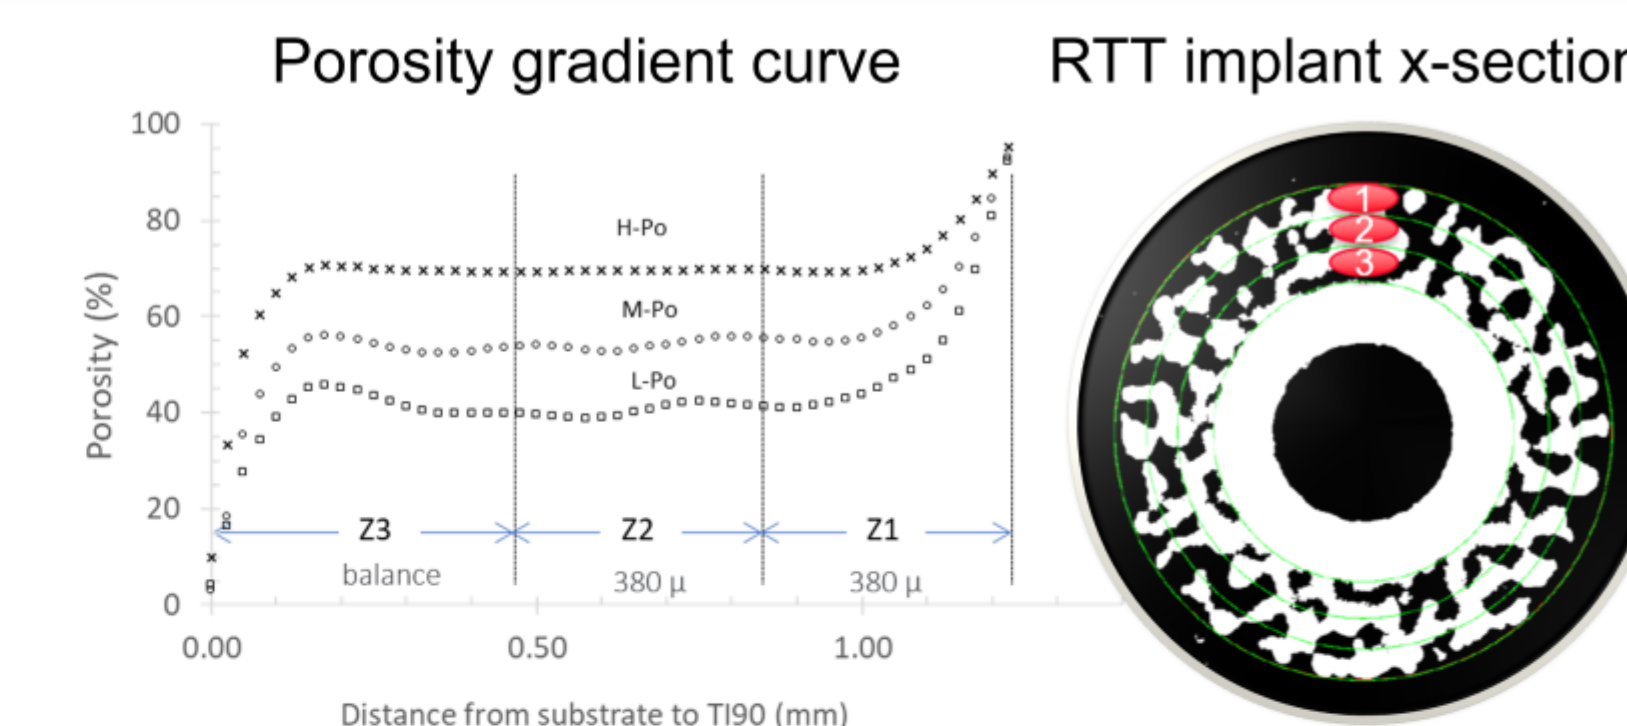 Porosity gradient curve
RTT implant x-section
100
80
60
40
20
0
Porosity (%)
H-Po
M-Po
L-Po
Z3
Z2
Z1
balance
380 µ
380 µ
0.00
0.50
1.00
Distance from substrate to TI90 (mm)
1
2
3